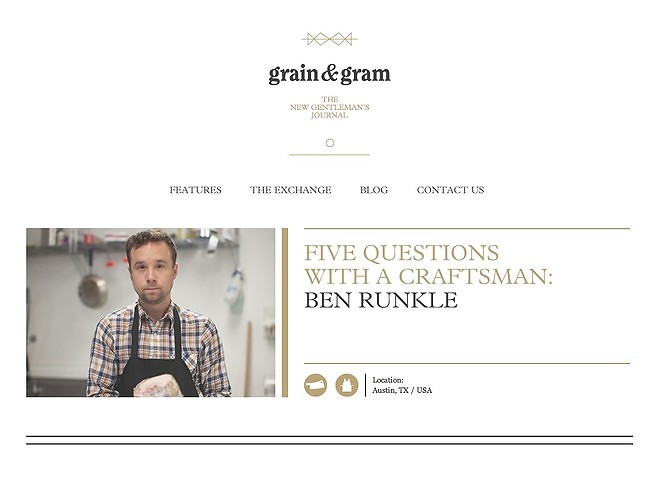 grain&gram
THE
NEW GENTLEMAN'S
JOURNAL
FEATURES
THE EXCHANGE
BLOG
CONTACT US
FIVE QUESTIONS
WITH A CRAFTSMAN:
BEN RUNKLE
Location:
Austin, TX / USA